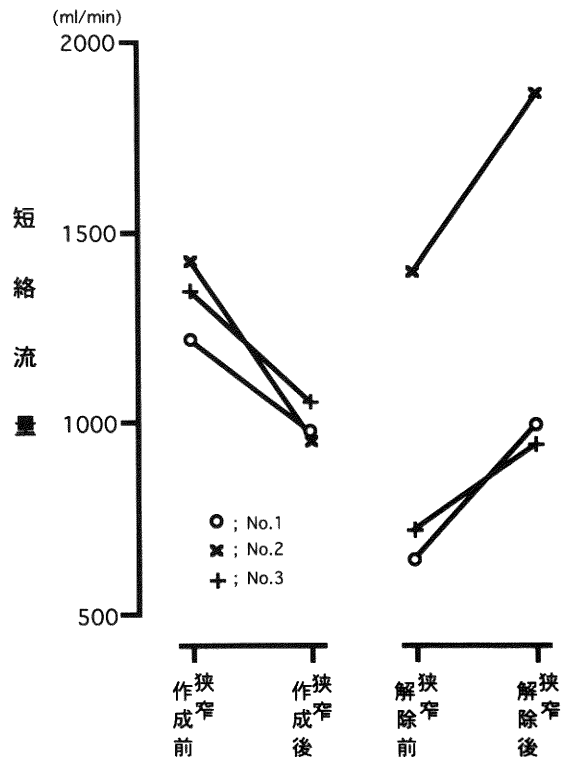 (ml/min)
2000
1500
1000
500
短絡流量
○ ; No.1
× ; No.2
+ ; No.3
狭窄作成前
狭窄作成後
狭窄解除前
狭窄解除後